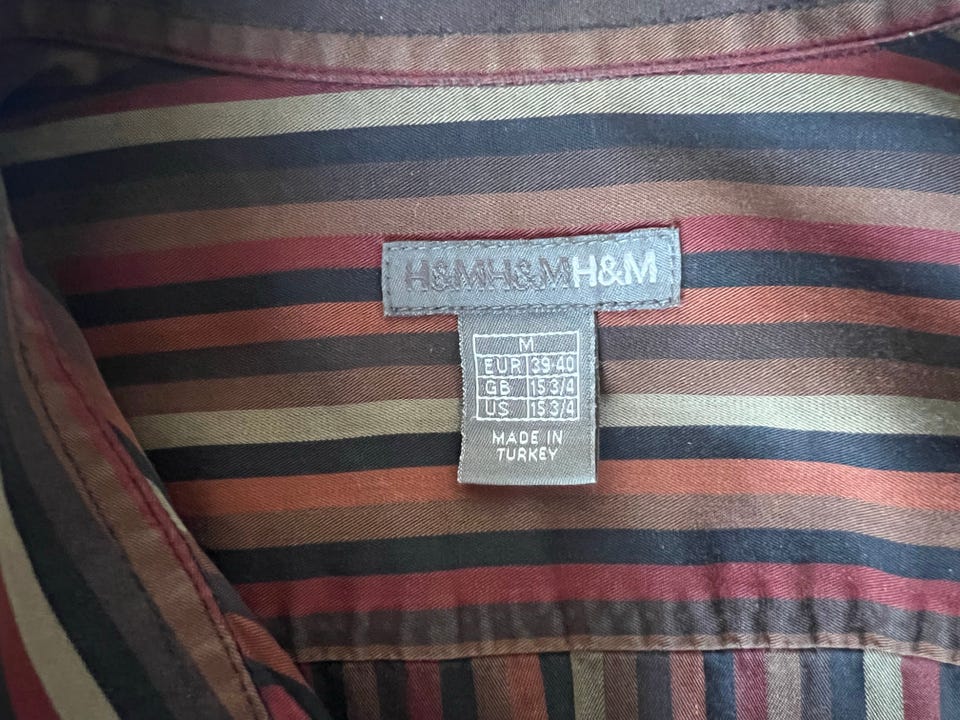 H&MH&MH&M
M
EUR 39-40
GB 15 3/4
US 15 3/4
MADE IN
TURKEY